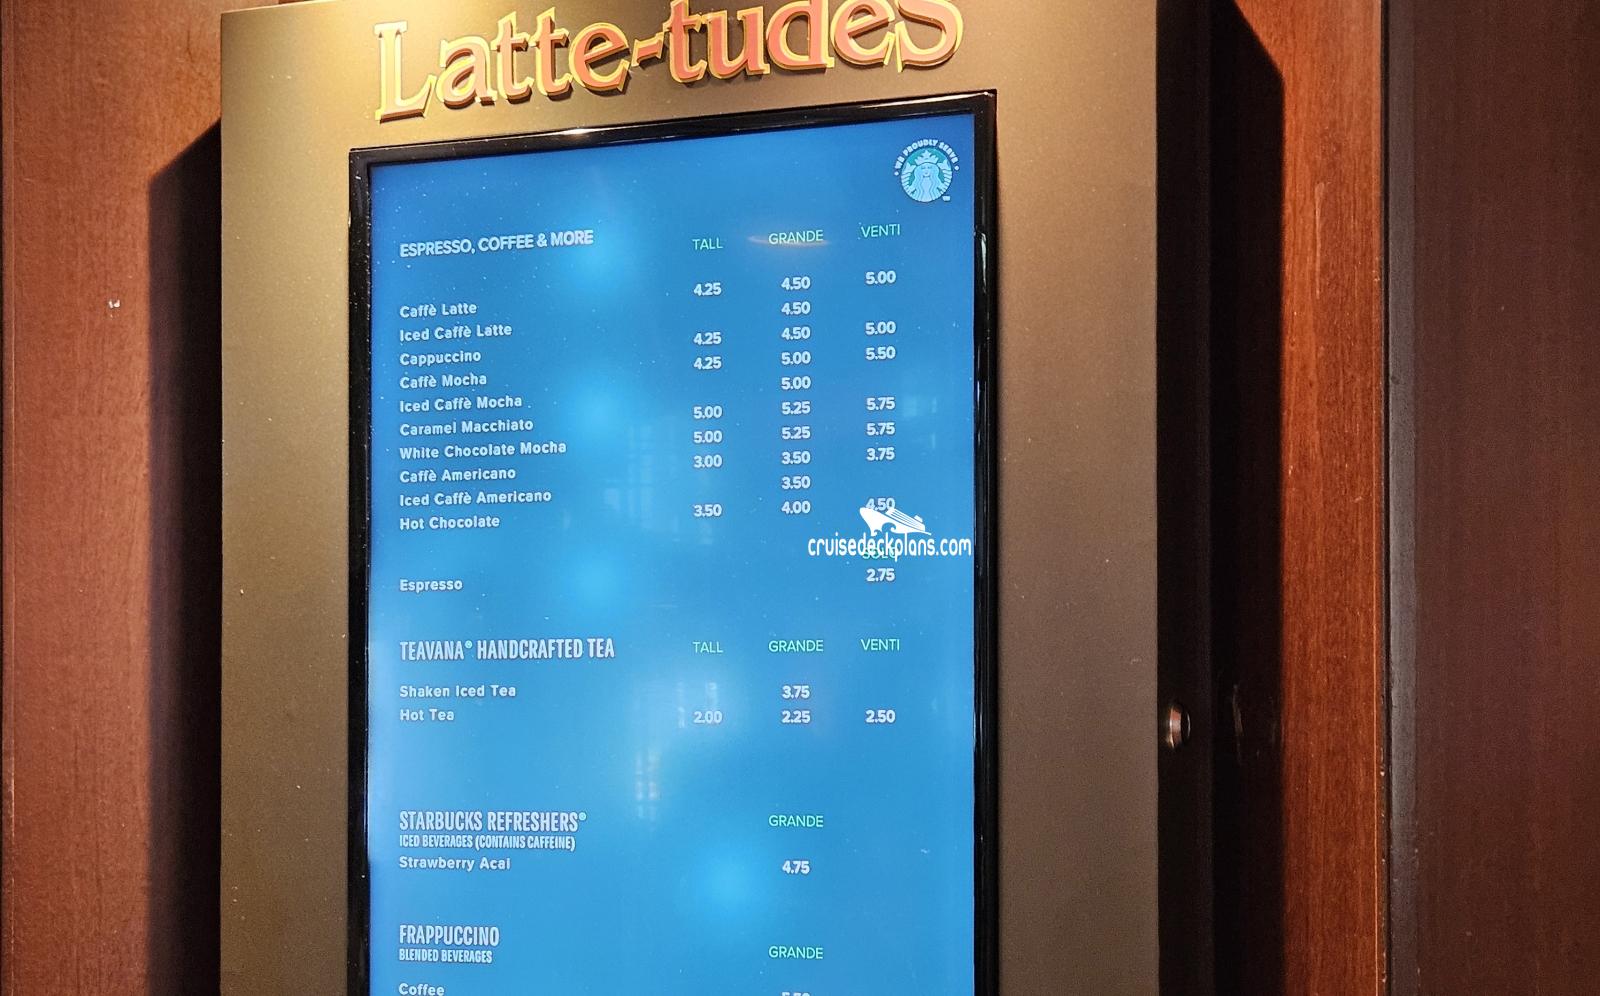 Latte-tudes
WE PROUDLY SERVE
ESPRESSO, COFFEE & MORE TALL GRANDE VENTI
Caffè Latte 4.25 4.50 5.00
Iced Caffè Latte 4.50
Cappuccino 4.25 4.50 5.00
Caffè Mocha 4.25 5.00 5.50
Iced Caffè Mocha 5.00
Caramel Macchiato 5.00 5.25 5.75
White Chocolate Mocha 5.00 5.25 5.75
Caffè Americano 3.00 3.50 3.75
Iced Caffè Americano 3.50
Hot Chocolate 3.50 4.00 4.50
cruisedeckplans.com
SOLO
Espresso 2.75
TEAVANA® HANDCRAFTED TEA TALL GRANDE VENTI
Shaken Iced Tea 3.75
Hot Tea 2.00 2.25 2.50
STARBUCKS REFRESHERS® GRANDE
ICED BEVERAGES (CONTAINS CAFFEINE)
Strawberry Acai 4.75
FRAPPUCCINO
BLENDED BEVERAGES GRANDE
Coffee